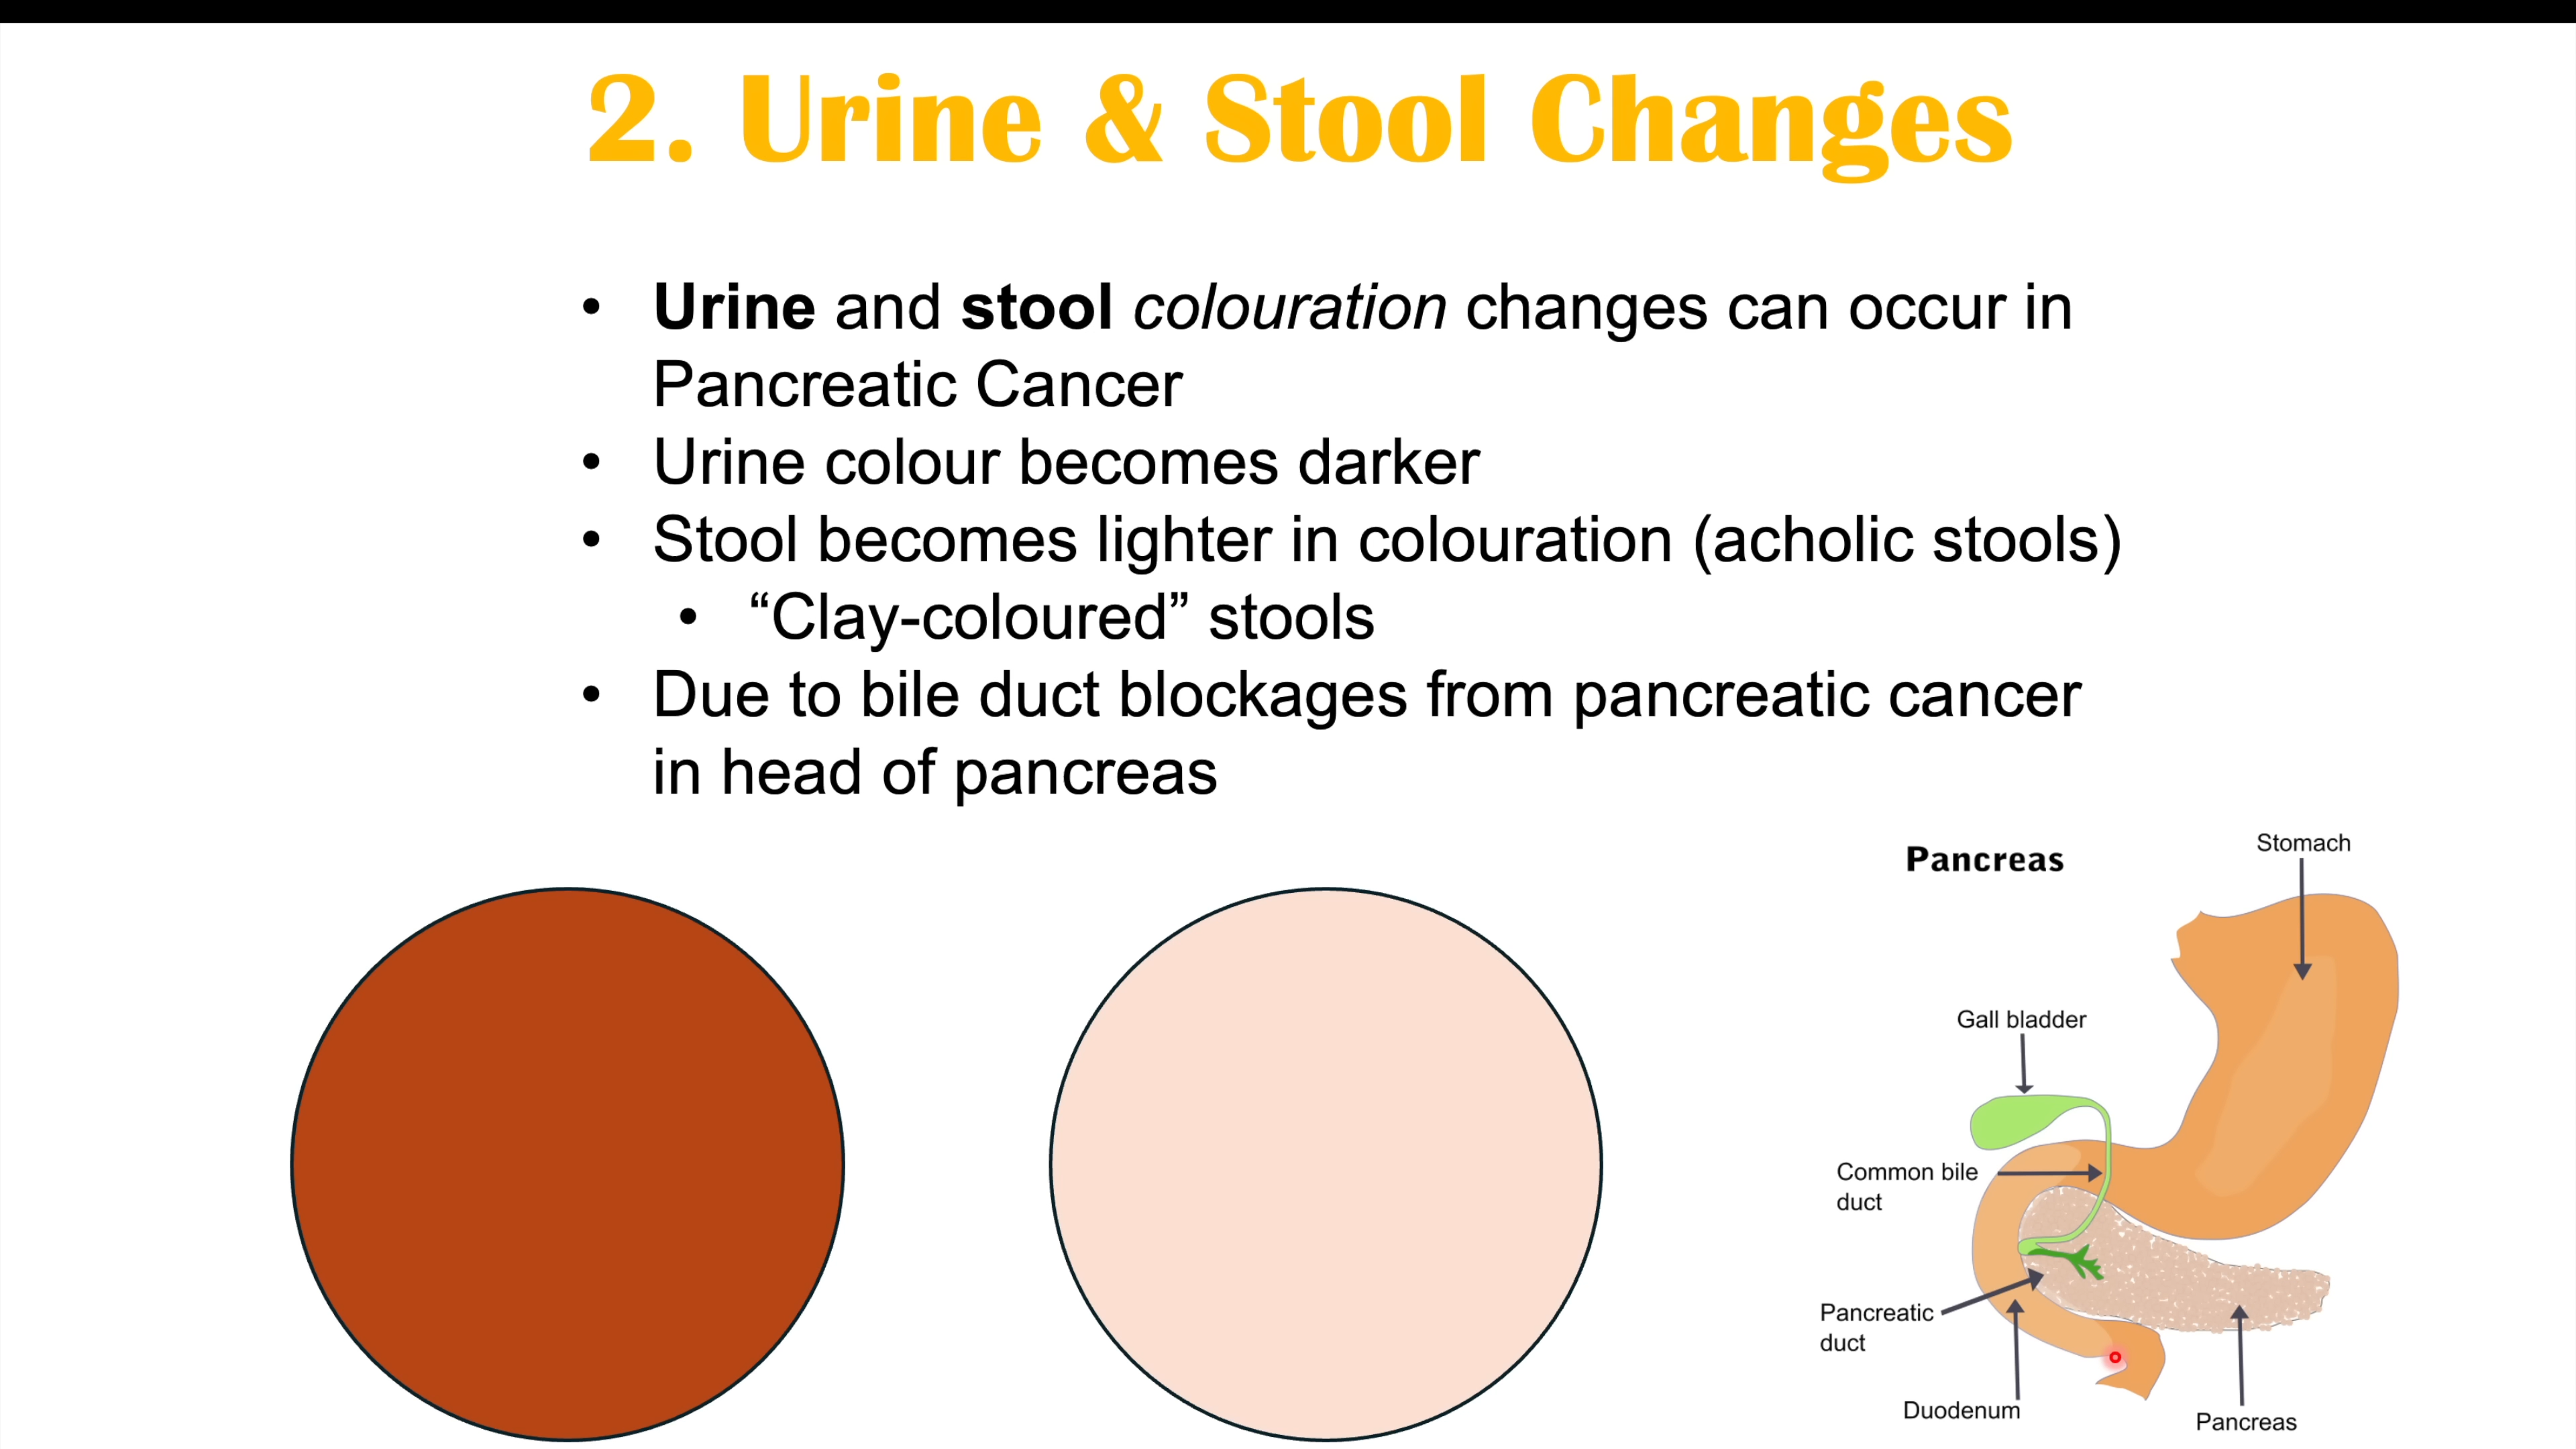 2. Urine & Stool Changes
• Urine and stool colouration changes can occur in
Pancreatic Cancer
• Urine colour becomes darker
• Stool becomes lighter in colouration (acholic stools)
• “Clay-coloured” stools
• Due to bile duct blockages from pancreatic cancer
in head of pancreas
Pancreas
Stomach
Gall bladder
Common bile
duct
Pancreatic
duct
Duodenum
Pancreas